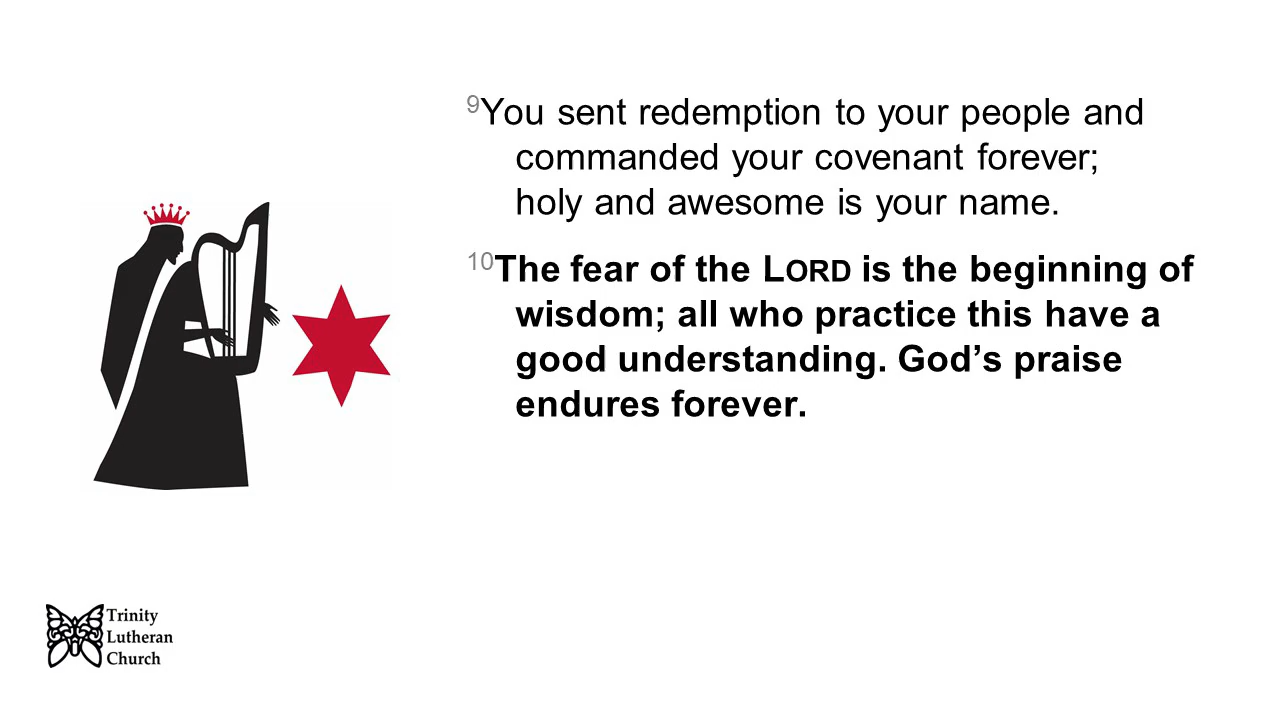 9You sent redemption to your people and
commanded your covenant forever;
holy and awesome is your name.
10The fear of the LORD is the beginning of
wisdom; all who practice this have a
good understanding. God’s praise
endures forever.
Trinity
Lutheran
Church